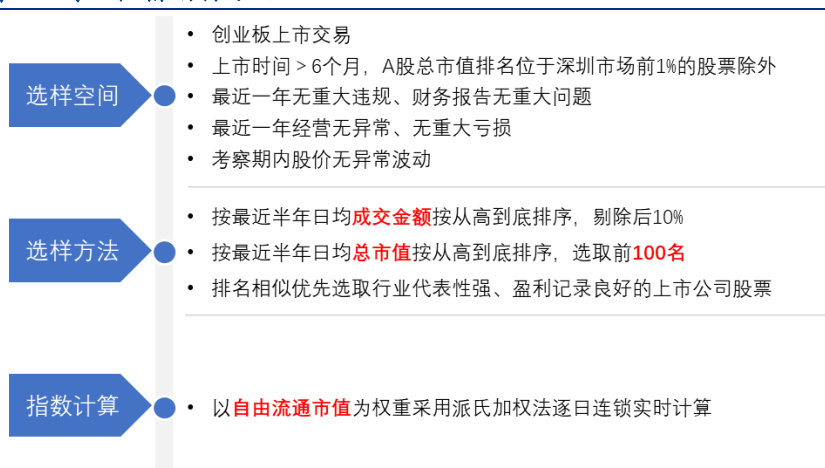 选样空间
• 创业板上市交易
• 上市时间＞6个月，A股总市值排名位于深圳市场前1%的股票除外
• 最近一年无重大违规、财务报告无重大问题
• 最近一年经营无异常、无重大亏损
• 考察期内股价无异常波动
选样方法
• 按最近半年日均成交金额按从高到底排序，剔除后10%
• 按最近半年日均总市值按从高到底排序，选取前100名
• 排名相似优先选取行业代表性强、盈利记录良好的上市公司股票
指数计算
• 以自由流通市值为权重采用派氏加权法逐日连锁实时计算